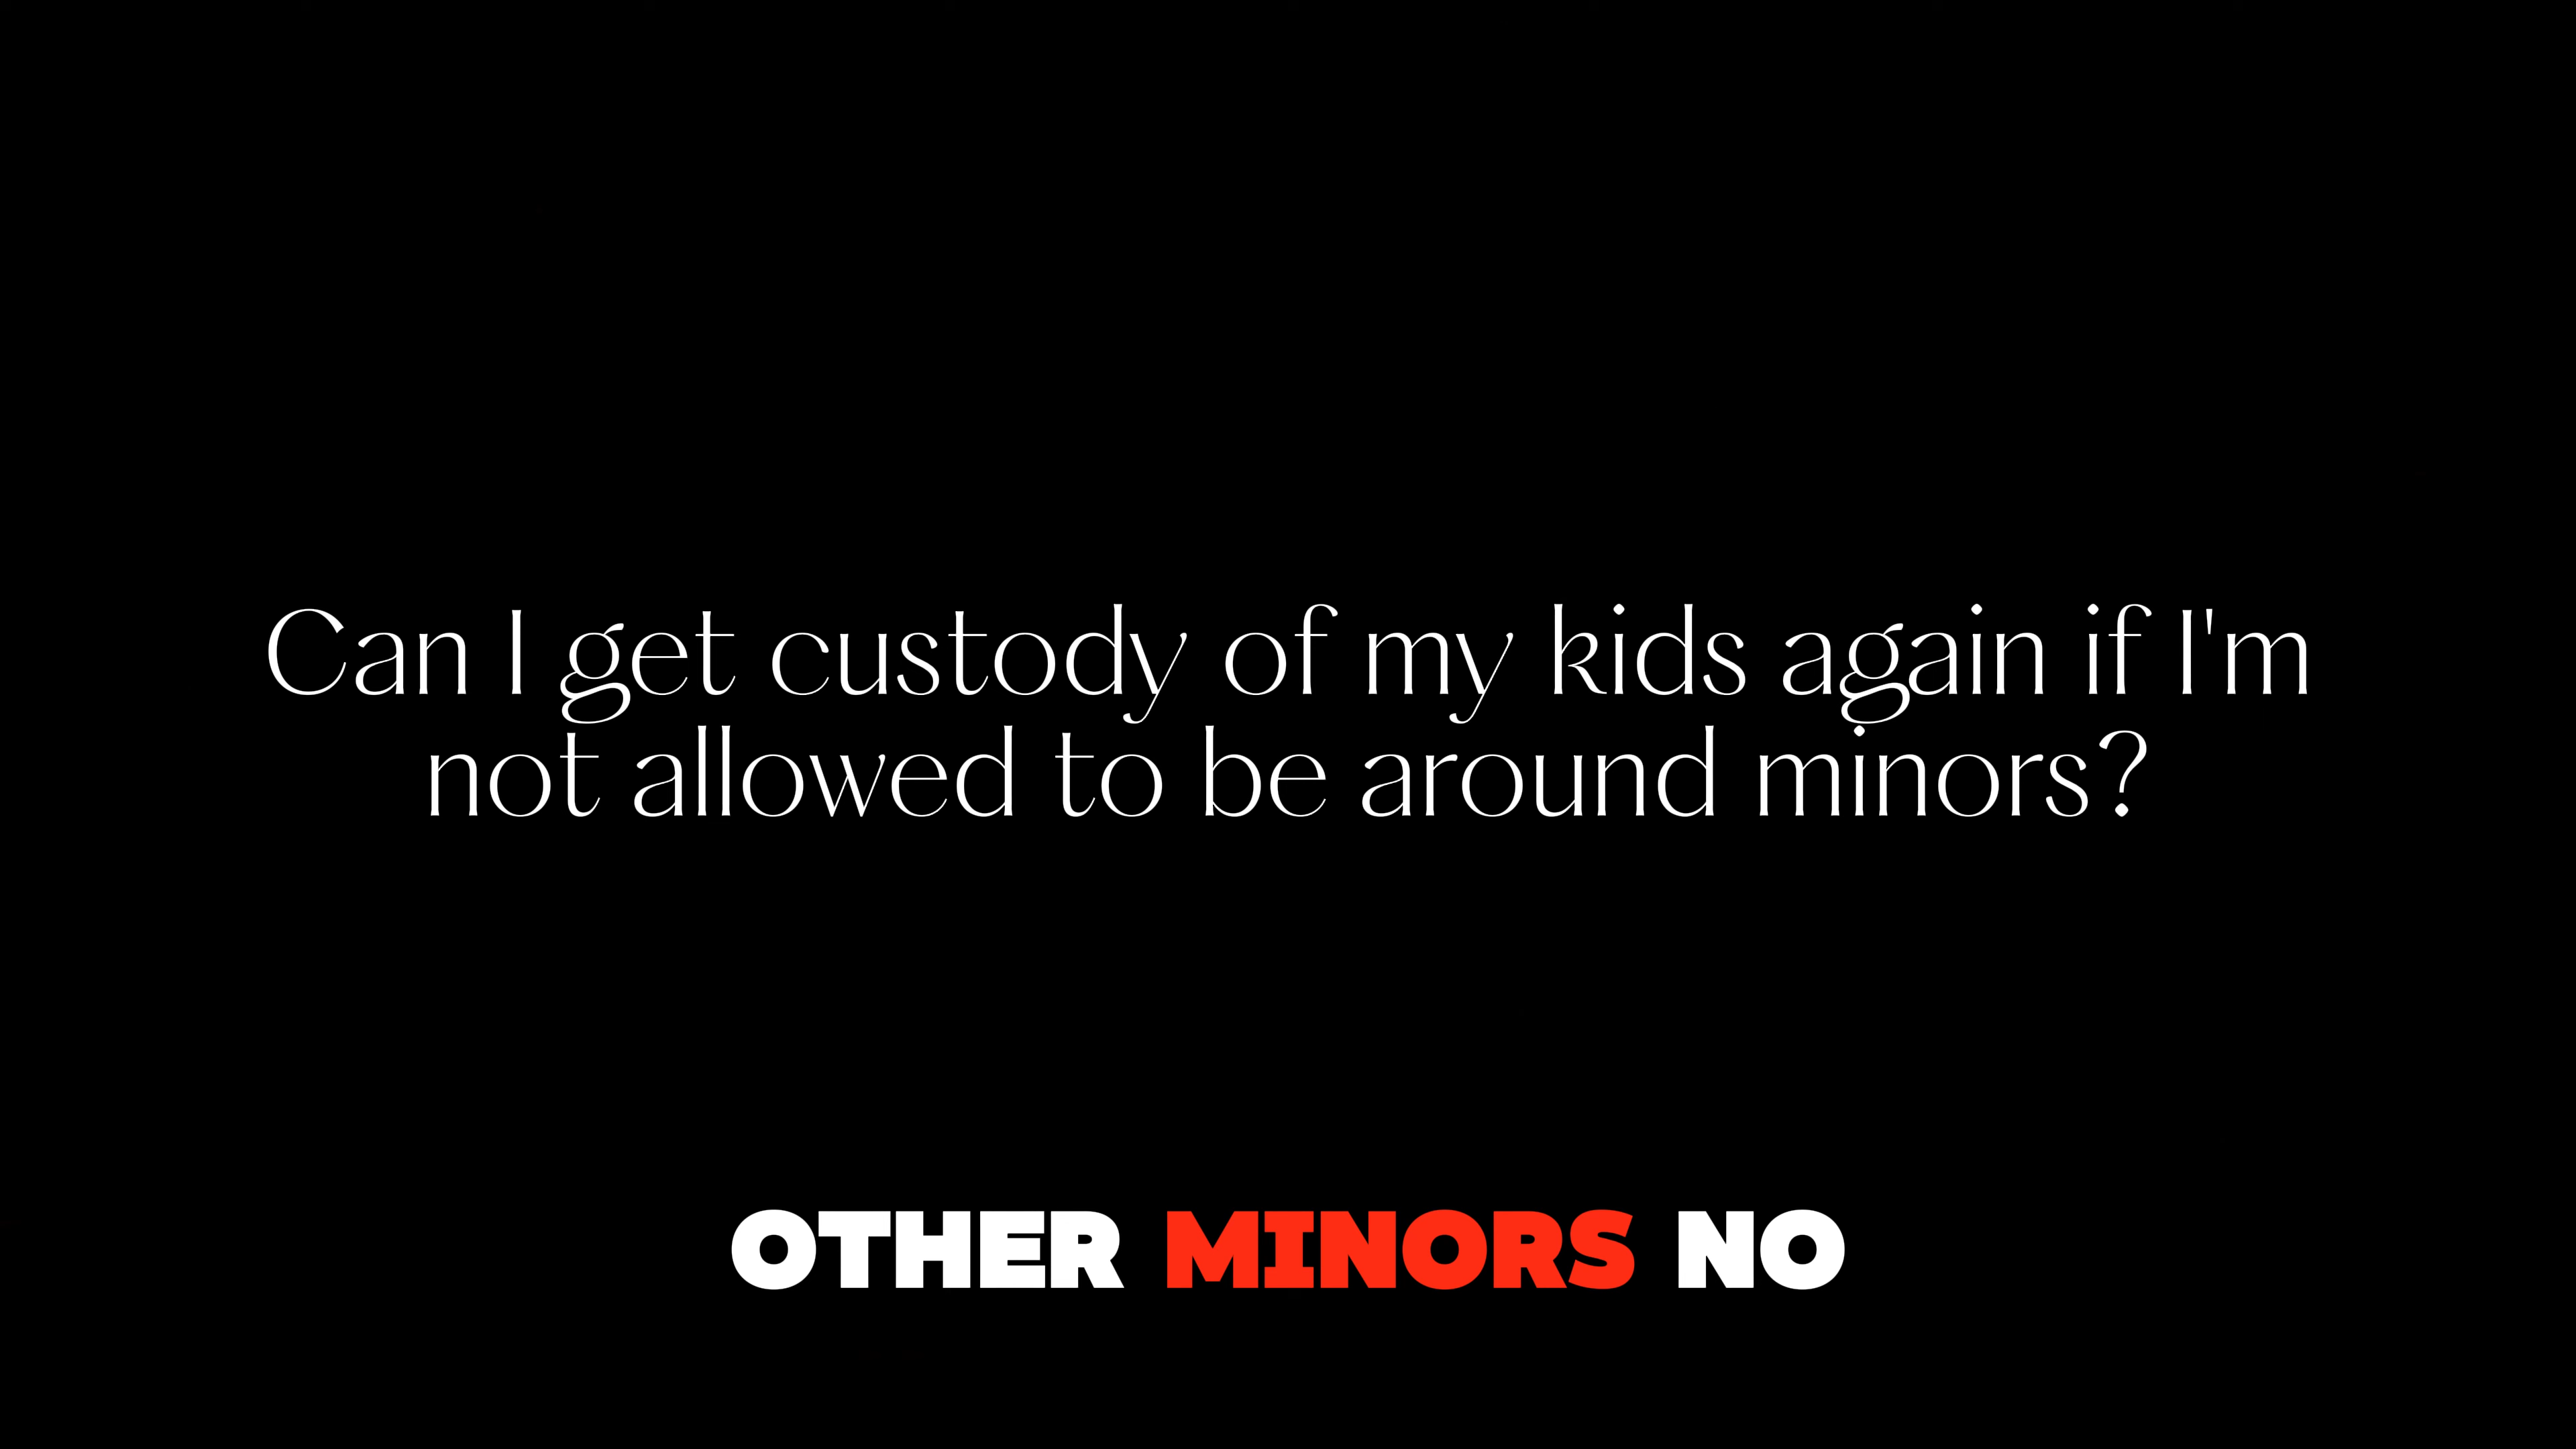 Can I get custody of my kids again if I'm
not allowed to be around minors?
OTHER MINORS NO